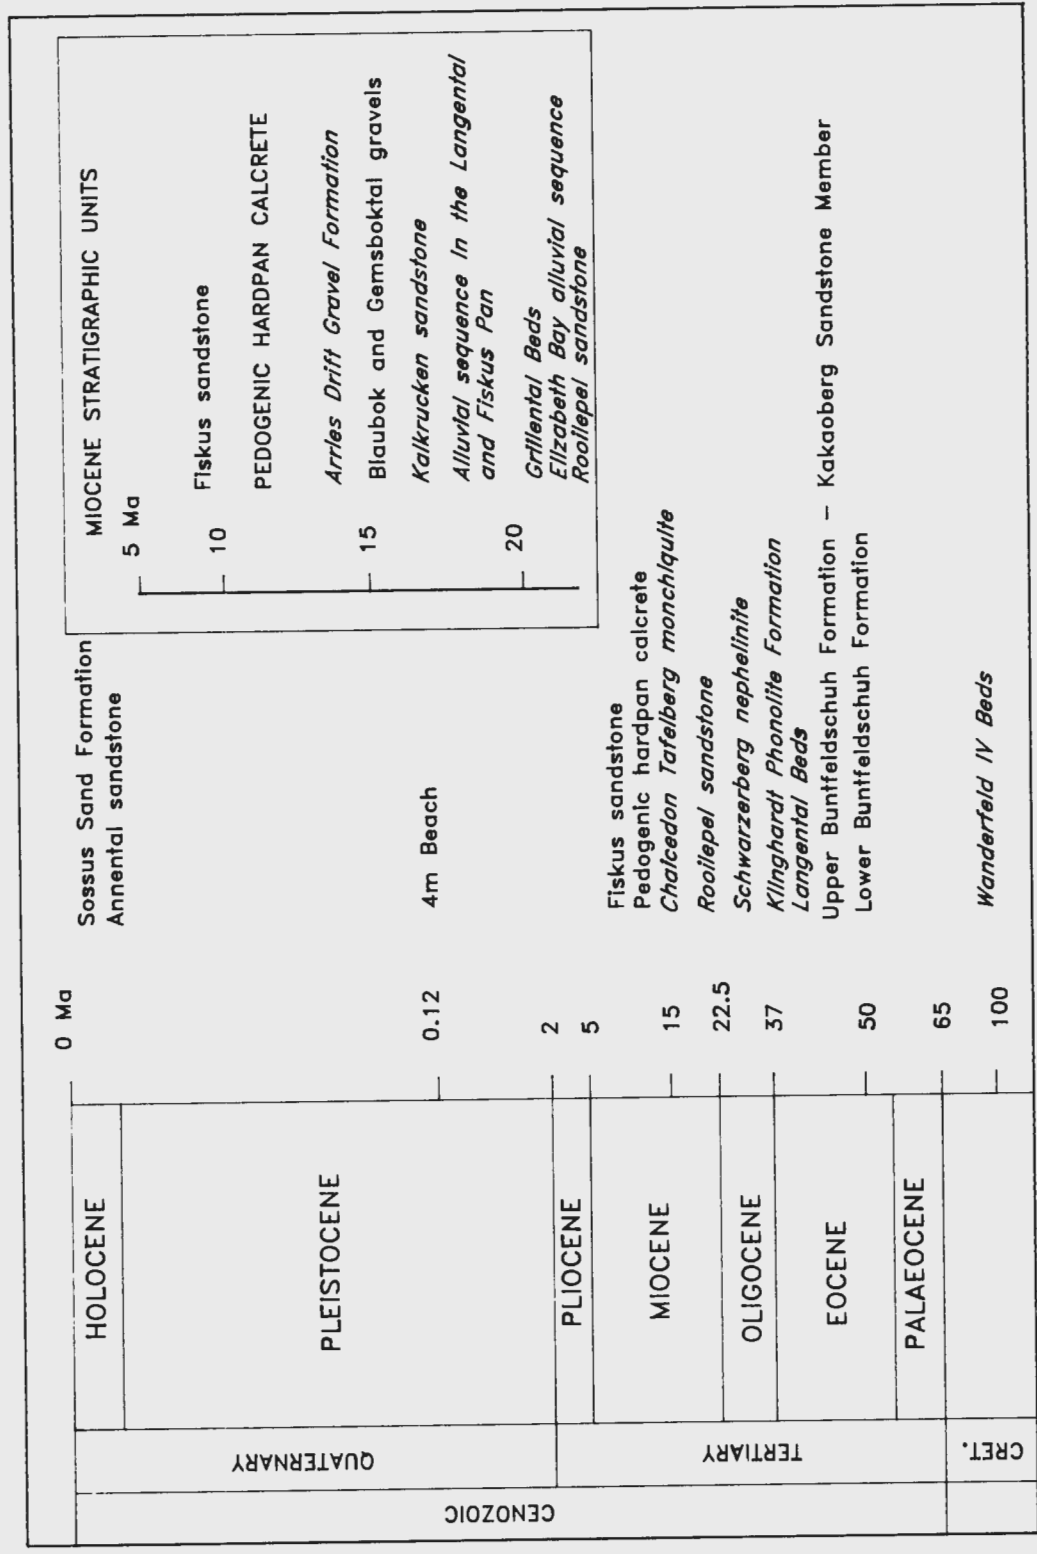 CENOZOIC
QUATERNARY
TERTIARY
CRET.
HOLOCENE
PLEISTOCENE
PLIOCENE
MIOCENE
OLIGOCENE
EOCENE
PALAEOCENE
0 Ma
0.12
2
5
15
22.5
37
50
65
100
Sossus Sand Formation
Annental sandstone
4m Beach
Fiskus sandstone
Pedogenic hardpan calcrete
Chalcedon Tafelberg monchiquite
Rooilepel sandstone
Schwarzerberg nephelinite
Klinghardt Phonolite Formation
Langental Beds
Upper Buntfeldschuh Formation – Kakaoberg Sandstone Member
Lower Buntfeldschuh Formation
Wanderfeld IV Beds
MIOCENE STRATIGRAPHIC UNITS
5 Ma
10
15
20
Fiskus sandstone
PEDOGENIC HARDPAN CALCRETE
Arries Drift Gravel Formation
Blaubok and Gemsboktal gravels
Kalkrucken sandstone
Alluvial sequence in the Langental
and Fiskus Pan
Grillental Beds
Elizabeth Bay alluvial sequence
Rooilepel sandstone